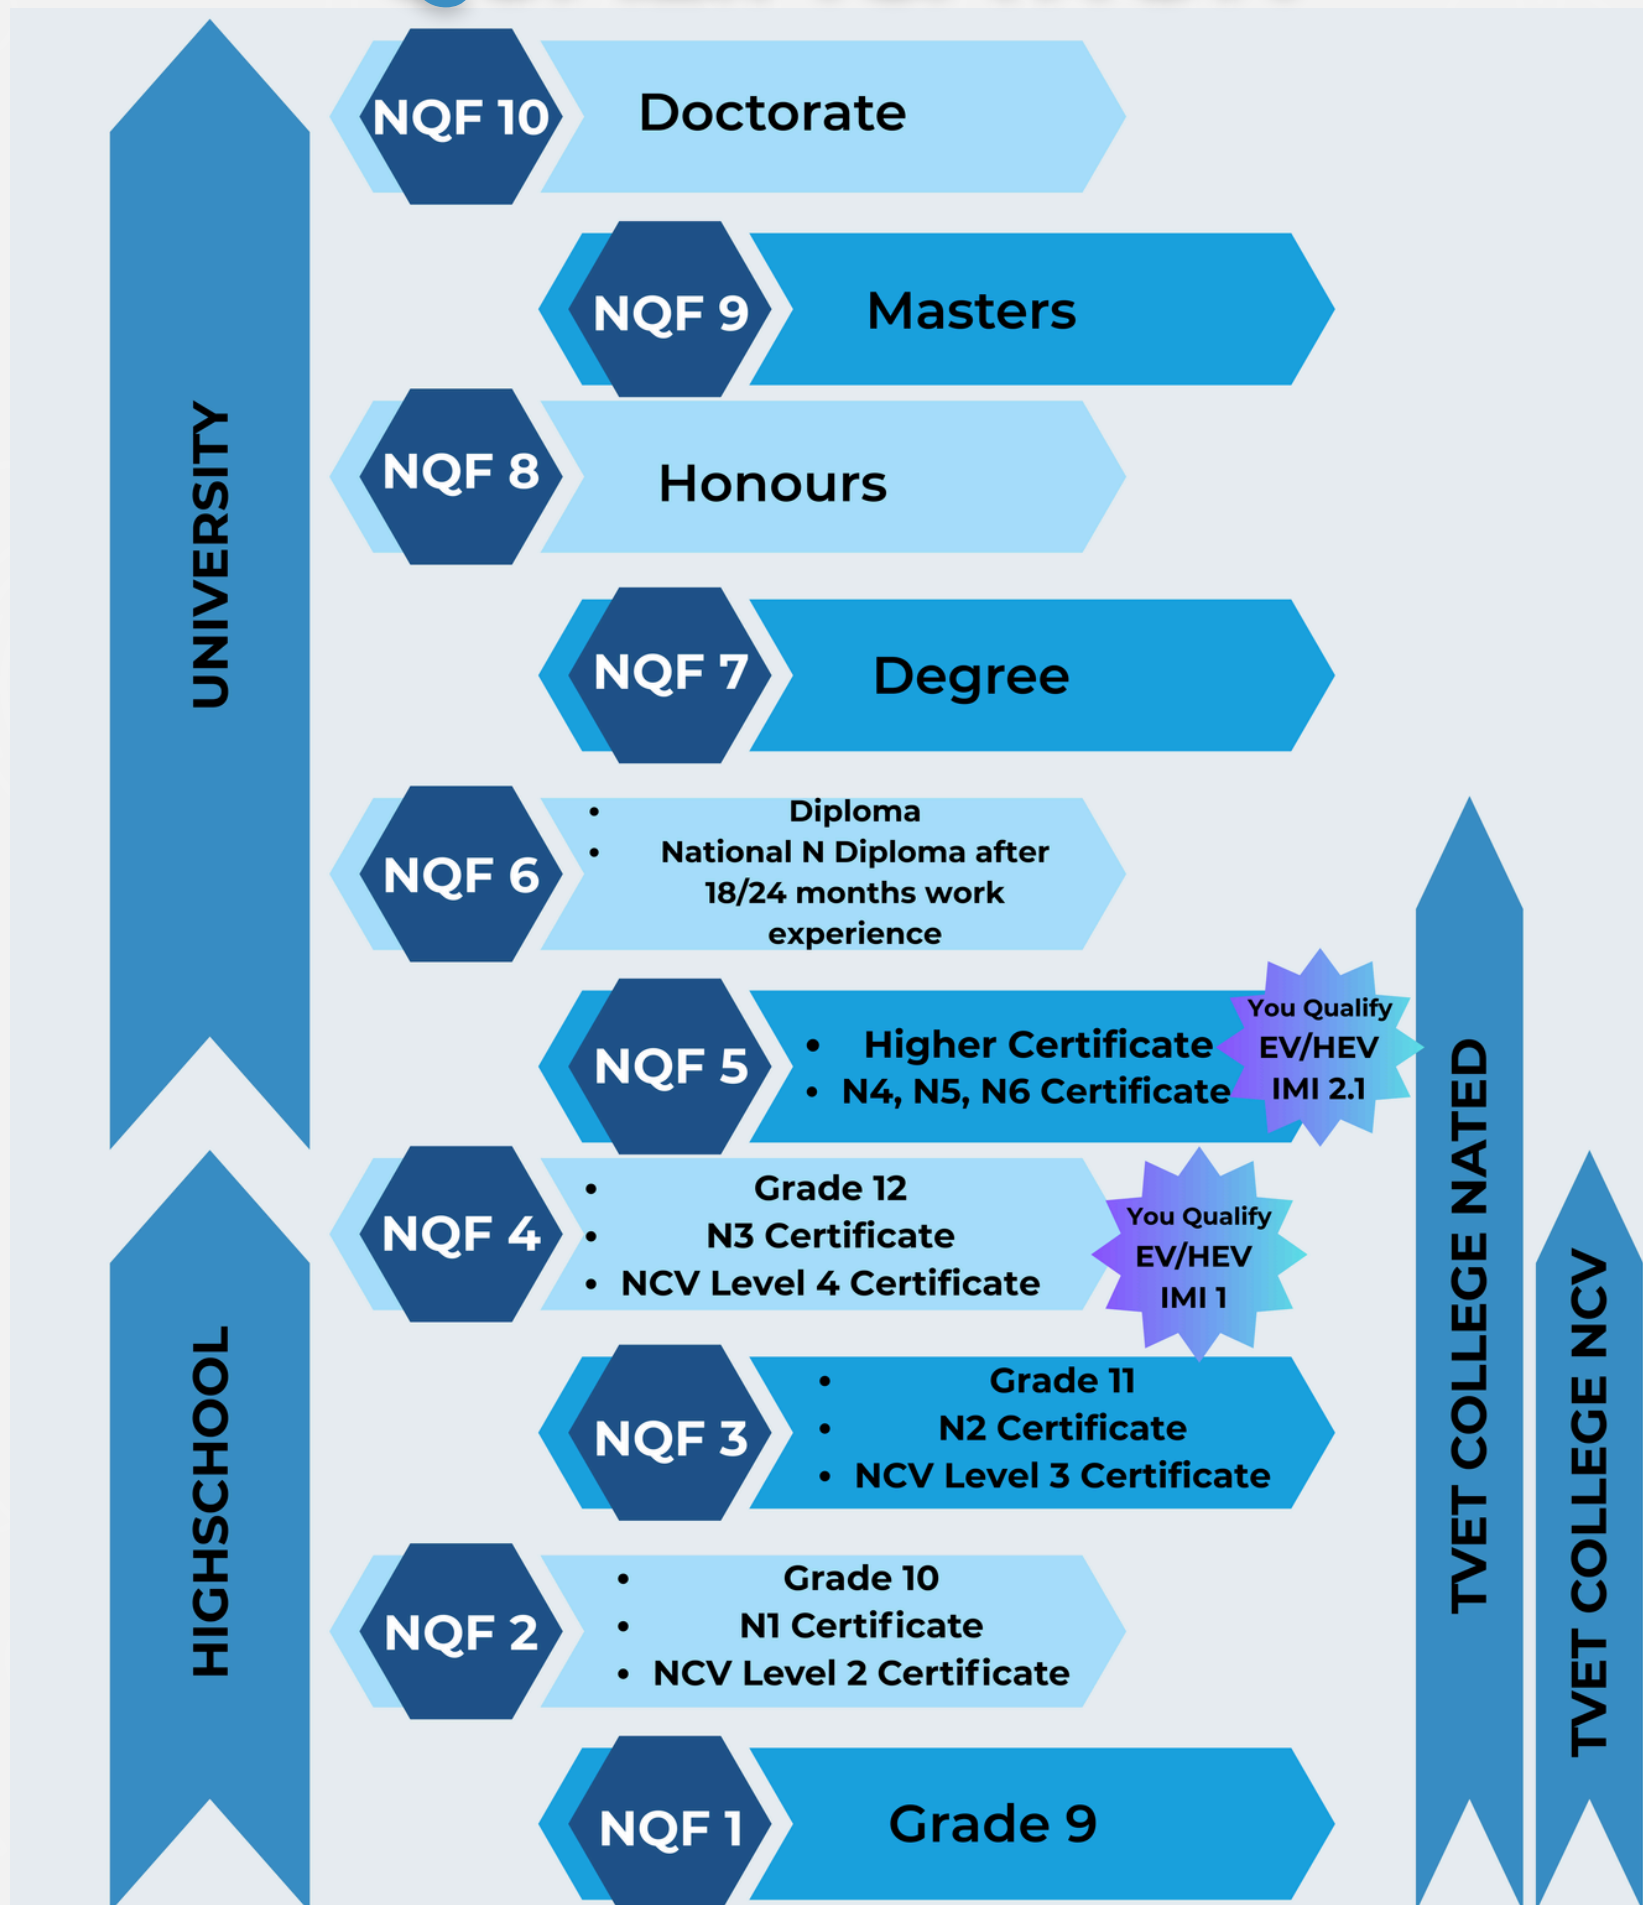 NQF 10
Doctorate
NQF 9
Masters
NQF 8
Honours
UNIVERSITY
NQF 7
Degree
NQF 6
• Diploma
• National N Diploma after
18/24 months work
experience
NQF 5
• Higher Certificate
• N4, N5, N6 Certificate
You Qualify
EV/HEV
IMI 2.1
NQF 4
• Grade 12
• N3 Certificate
• NCV Level 4 Certificate
You Qualify
EV/HEV
IMI 1
HIGHSCHOOL
NQF 3
• Grade 11
• N2 Certificate
• NCV Level 3 Certificate
NQF 2
• Grade 10
• N1 Certificate
• NCV Level 2 Certificate
NQF 1
Grade 9
TVET COLLEGE NATED
TVET COLLEGE NCV